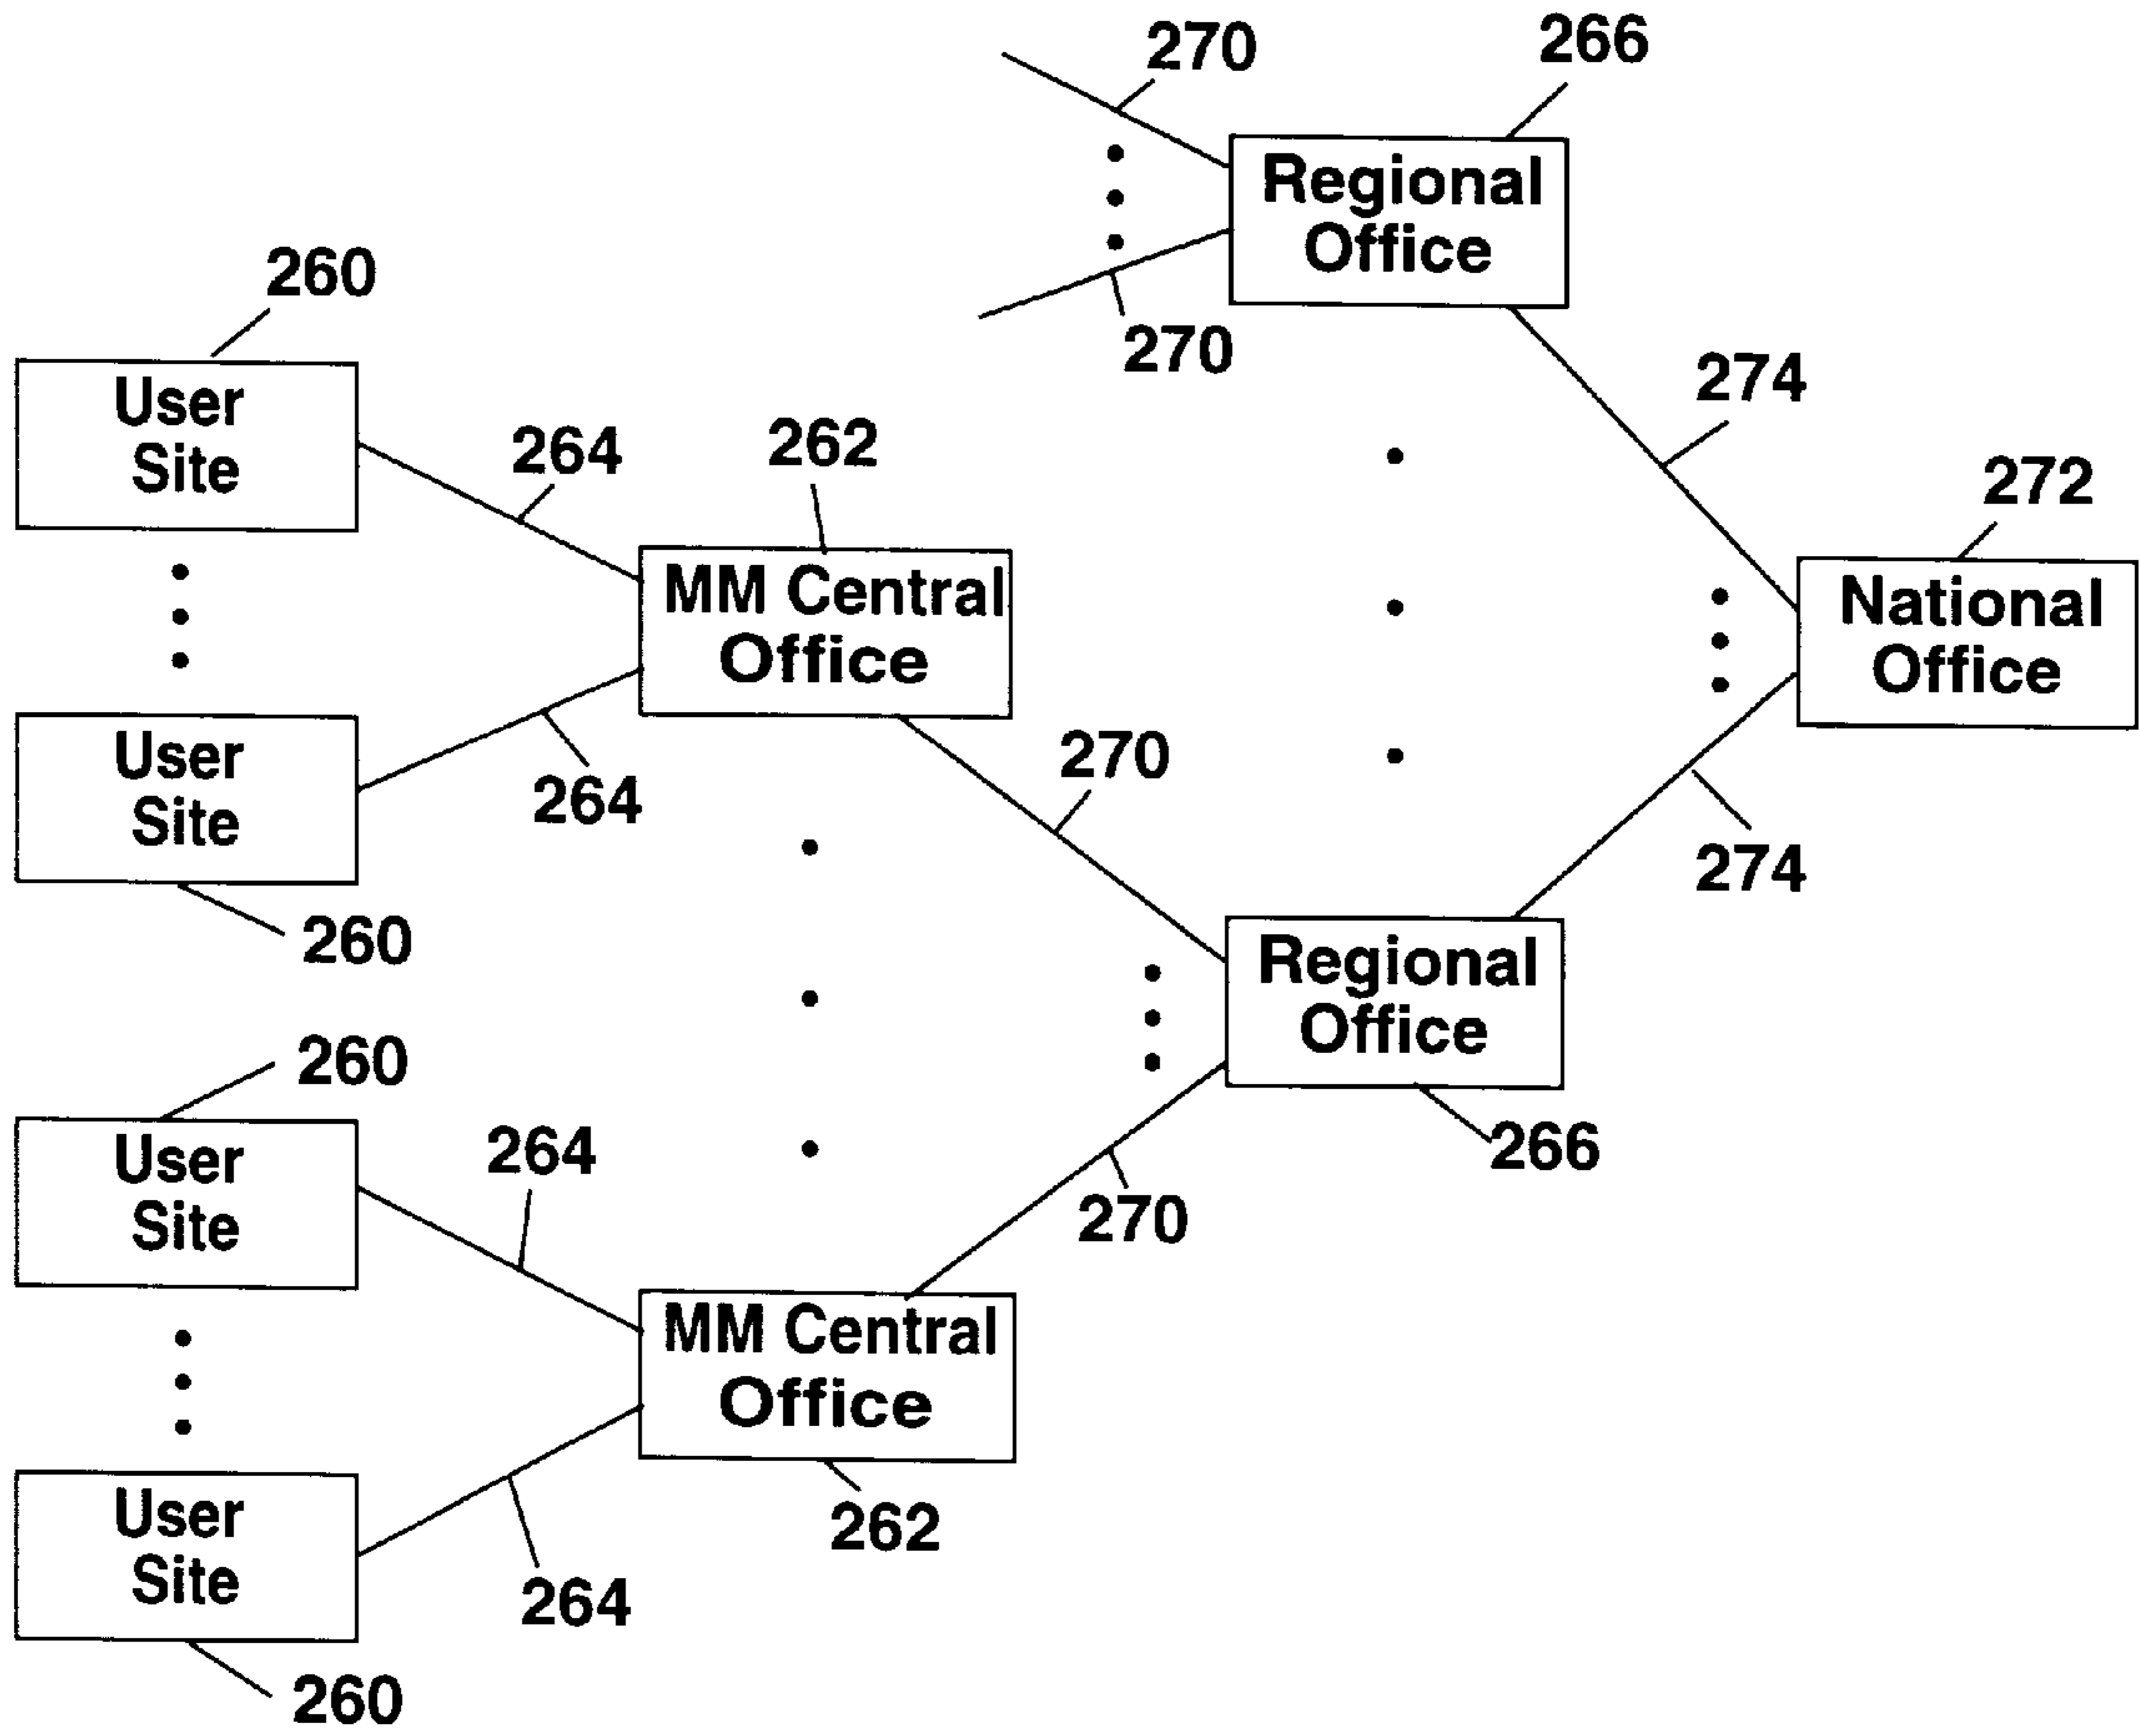 270
266
Regional
Office
270
260
User
Site
264
262
274
272
MM Central
Office
National
Office
User
Site
264
270
274
260
Regional
Office
266
260
User
Site
264
270
MM Central
Office
262
User
Site
264
260